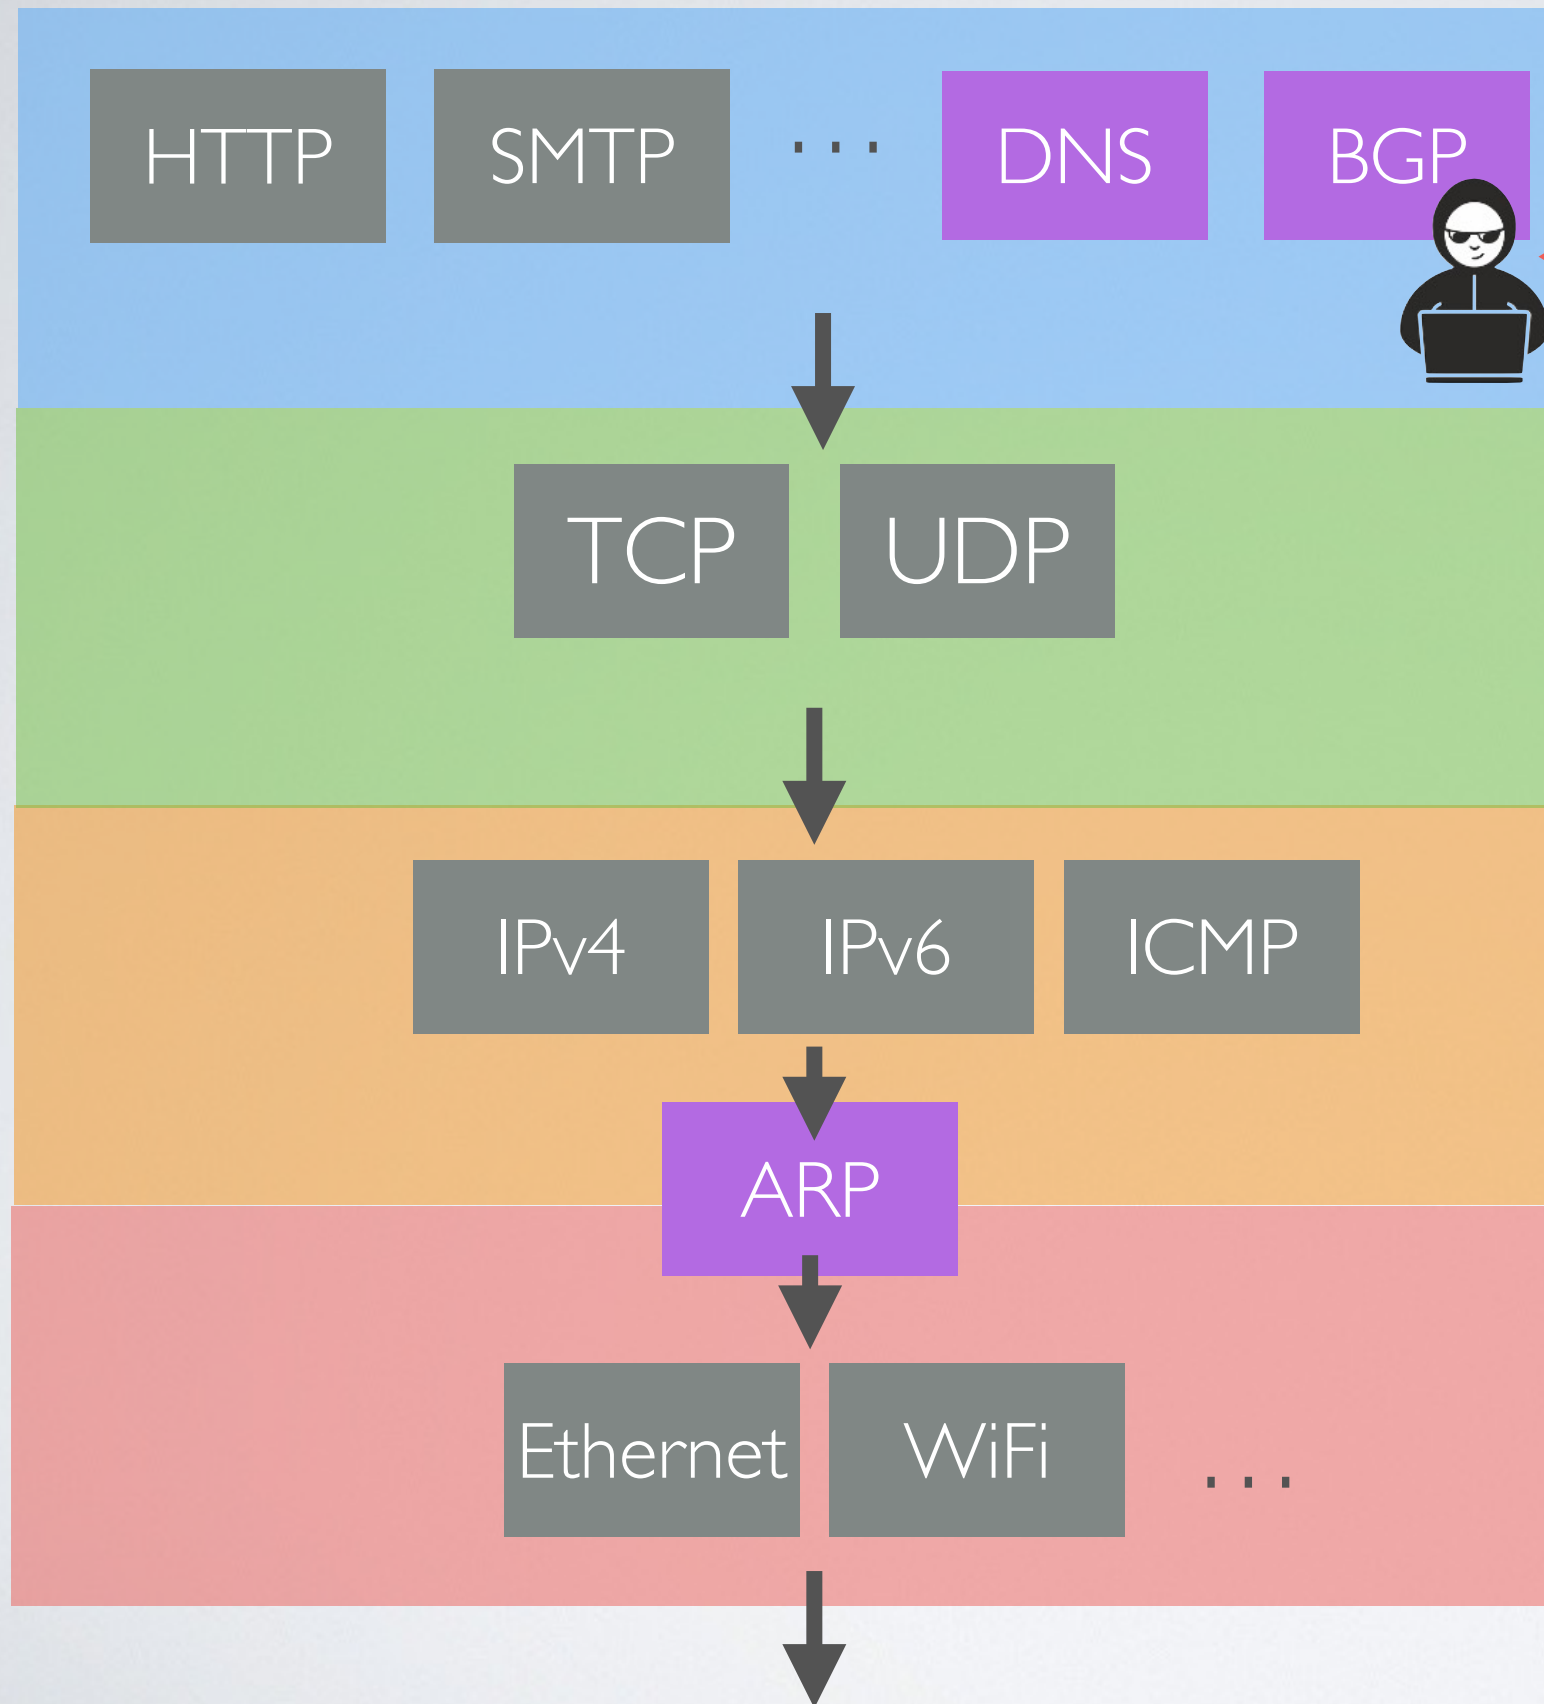 HTTP SMTP ... DNS BGP
TCP UDP
IPv4 IPv6 ICMP
ARP
Ethernet WiFi ...